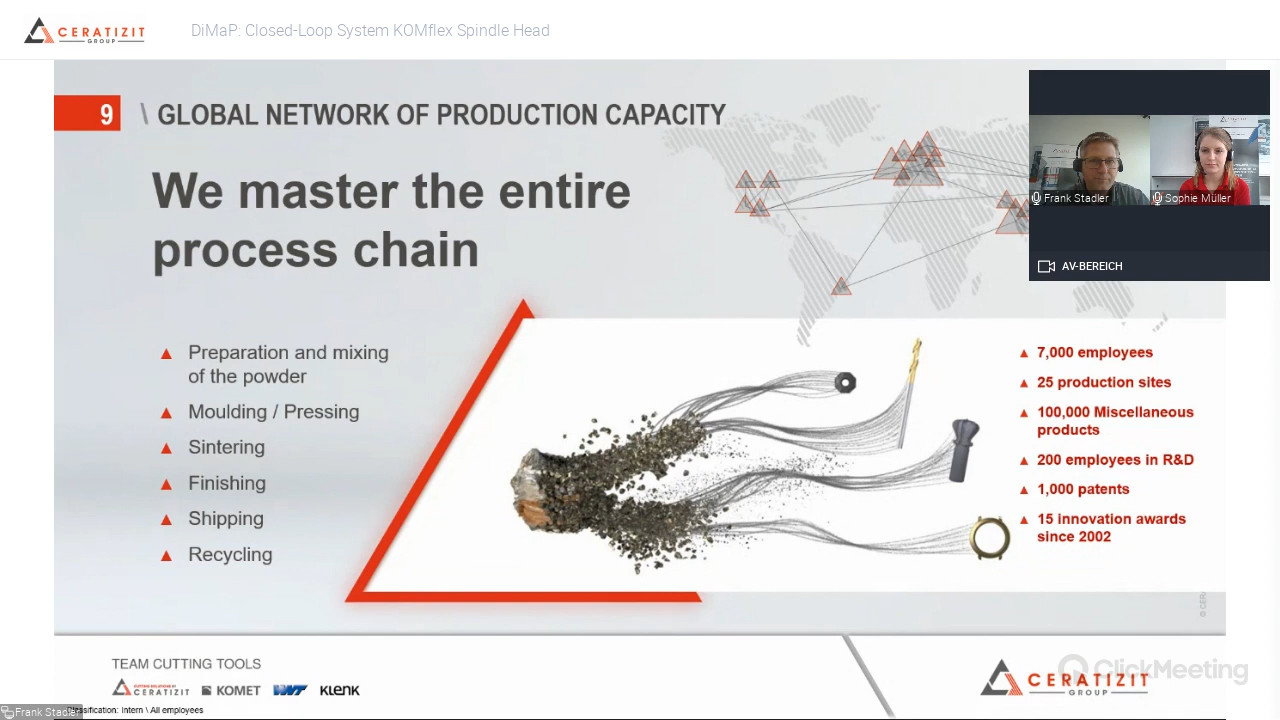 CERATIZIT
GROUP
DiMaP: Closed-Loop System KOMflex Spindle Head
9
\ GLOBAL NETWORK OF PRODUCTION CAPACITY
We master the entire
process chain
Frank Stadler
Sophie Müller
AV-BEREICH
Preparation and mixing
of the powder
Moulding / Pressing
Sintering
Finishing
Shipping
Recycling
7,000 employees
25 production sites
100,000 Miscellaneous
products
200 employees in R&D
1,000 patents
15 innovation awards
since 2002
TEAM CUTTING TOOLS
CERATIZIT
KOMET
WNT
KLENK
CERATIZIT
GROUP
ClickMeeting
Frank Stadler
Intern \ All employees